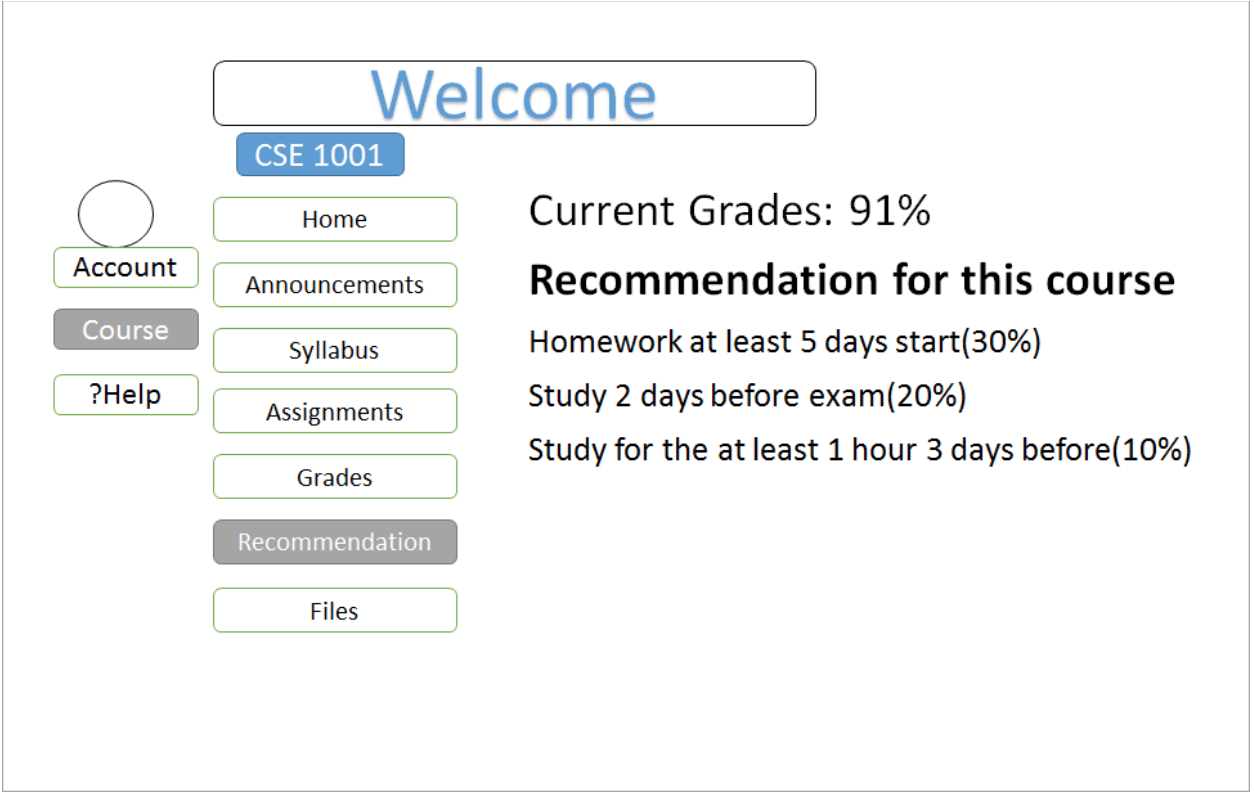 Welcome
CSE 1001
Account
Course
?Help
Home
Announcements
Syllabus
Assignments
Grades
Recommendation
Files
Current Grades: 91%
Recommendation for this course
Homework at least 5 days start(30%)
Study 2 days before exam(20%)
Study for the at least 1 hour 3 days before(10%)